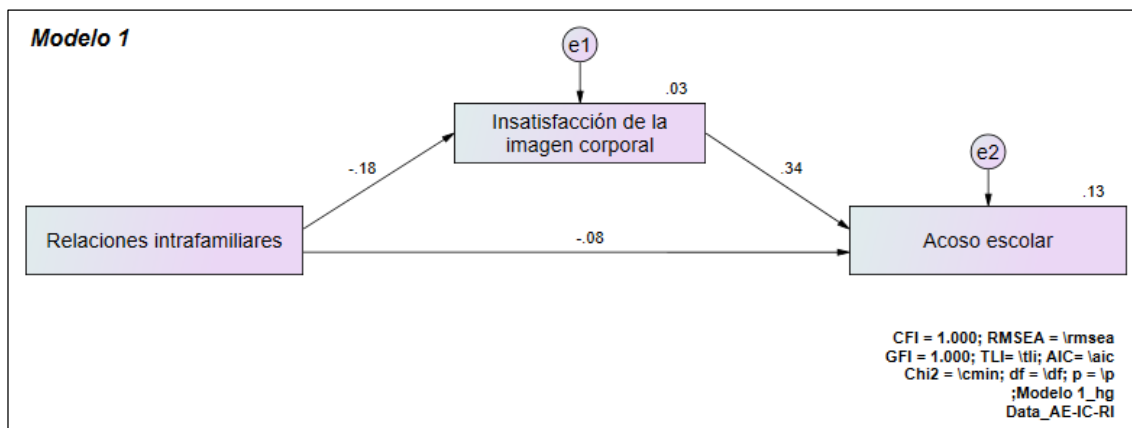 Modelo 1
e1
.03
Insatisfacción de la
imagen corporal
e2
-.18
.34
.13
Relaciones intrafamiliares
-.08
Acoso escolar
CFI = 1.000; RMSEA = \rmsea
GFI = 1.000; TLI= \tli; AIC= \aic
Chi2 = \cmin; df = \df; p = \p
;Modelo 1_hg
Data_AE-IC-RI